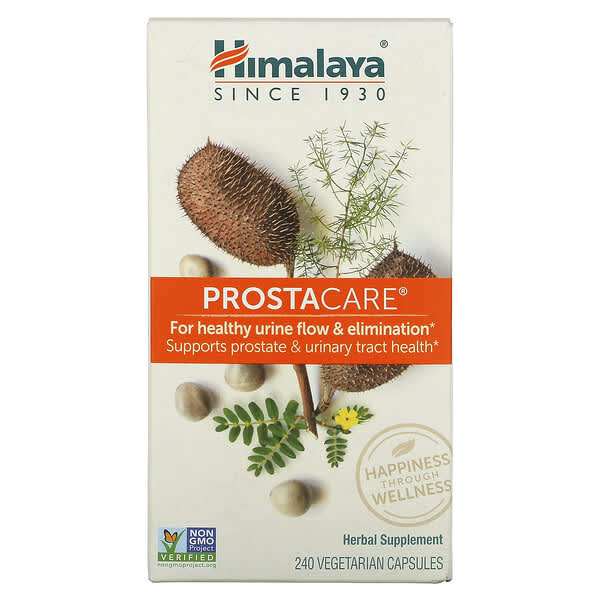 Himalaya®
SINCE 1930
PROSTACARE®
For healthy urine flow & elimination*
Supports prostate & urinary tract health*
HAPPINESS
THROUGH
WELLNESS
NON
GMO
Project
VERIFIED
nongmoproject.org
Herbal Supplement
240 VEGETARIAN CAPSULES